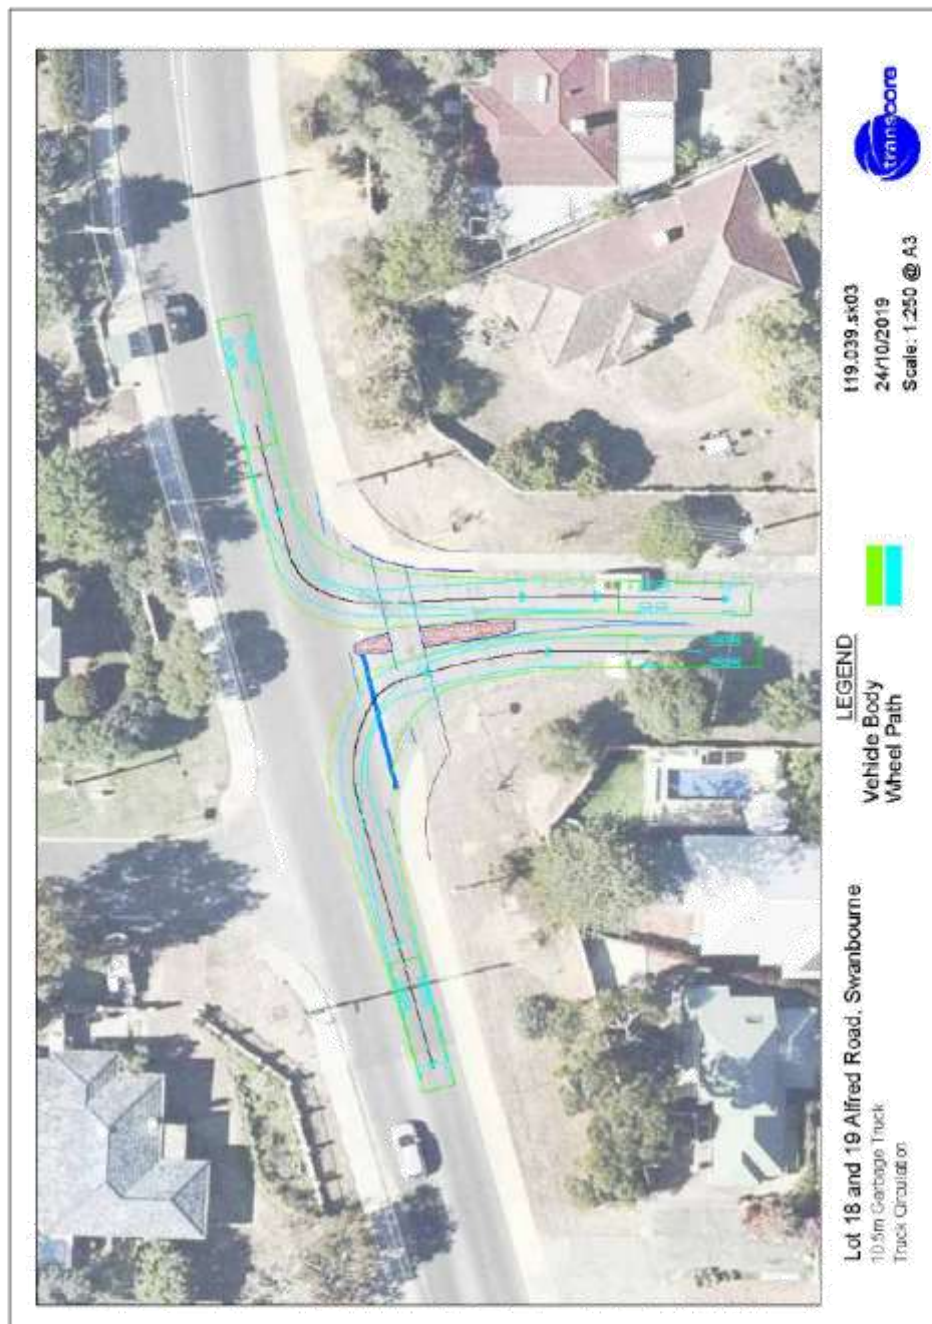 Lot 18 and 19 Alfred Road, Swanbourne
10.5m Garbage Truck
Truck Circulation
LEGEND
Vehicle Body
Wheel Path
t19.039.sk03
24/10/2019
Scale: 1:250 @ A3
transcore